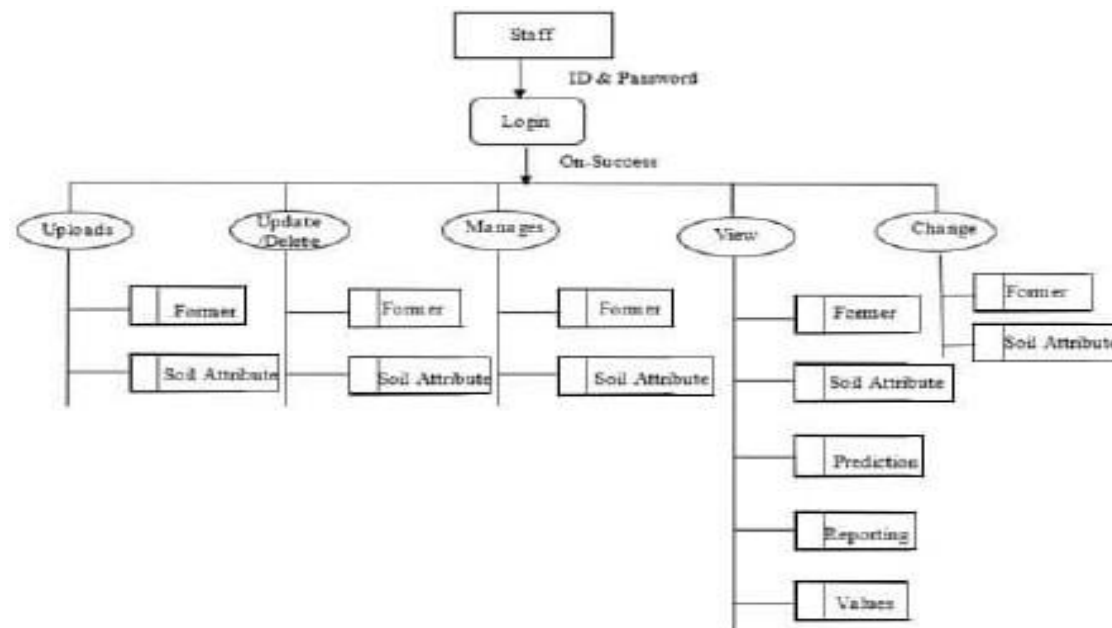 Staff
ID & Password
Login
On-Success
Uploads
Update
/Delete
Manages
View
Change
Former
Soil Attribute
Former
Soil Attribute
Former
Soil Attribute
Former
Soil Attribute
Prediction
Reporting
Values
Former
Soil Attribute